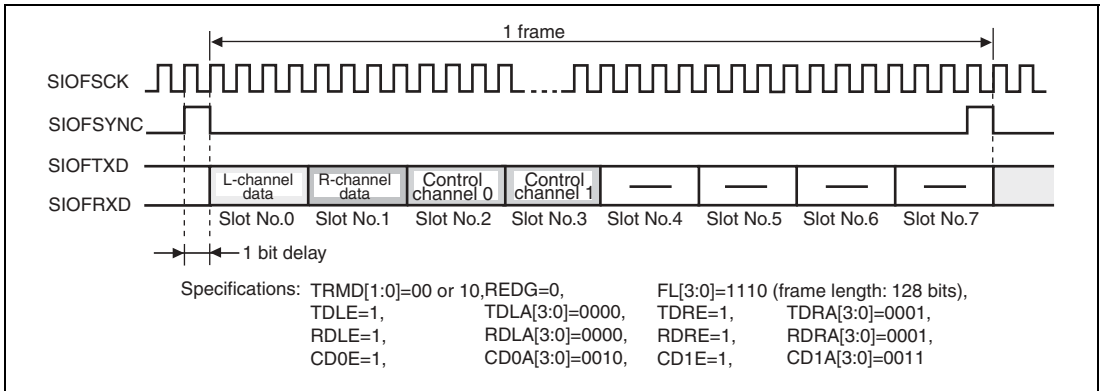 1 frame
SIOFSCK
SIOFSYNC
SIOFTXD
SIOFRXD
L-channel data
R-channel data
Control channel 0
Control channel 1
Slot No.0 Slot No.1 Slot No.2 Slot No.3 Slot No.4 Slot No.5 Slot No.6 Slot No.7
1 bit delay
Specifications: TRMD[1:0]=00 or 10,REDG=0, FL[3:0]=1110 (frame length: 128 bits),
TDLE=1, TDLA[3:0]=0000, TDRE=1, TDRA[3:0]=0001,
RDLE=1, RDLA[3:0]=0000, RDRE=1, RDRA[3:0]=0001,
CD0E=1, CD0A[3:0]=0010, CD1E=1, CD1A[3:0]=0011